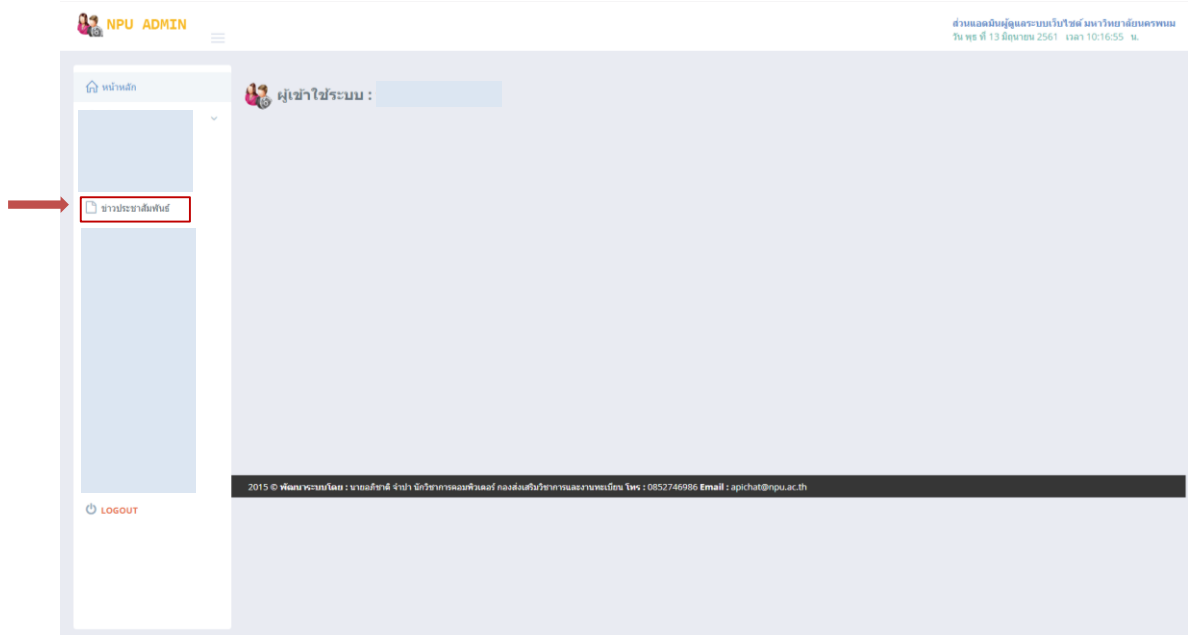 NPU ADMIN
ส่วนแอดมินผู้ดูแลระบบเว็บไซต์ มหาวิทยาลัยนครพนม
วัน พุธ ที่ 13 มิถุนายน 2561 เวลา 10:16:55 น.
หน้าหลัก
ผู้เข้าใช้ระบบ :
ข่าวประชาสัมพันธ์
2015 © พัฒนาระบบโดย : นายอภิชาติ จำปา นักวิชาการคอมพิวเตอร์ กองส่งเสริมวิชาการและงานทะเบียน โทร : 0852746986 Email : apichat@npu.ac.th
LOGOUT